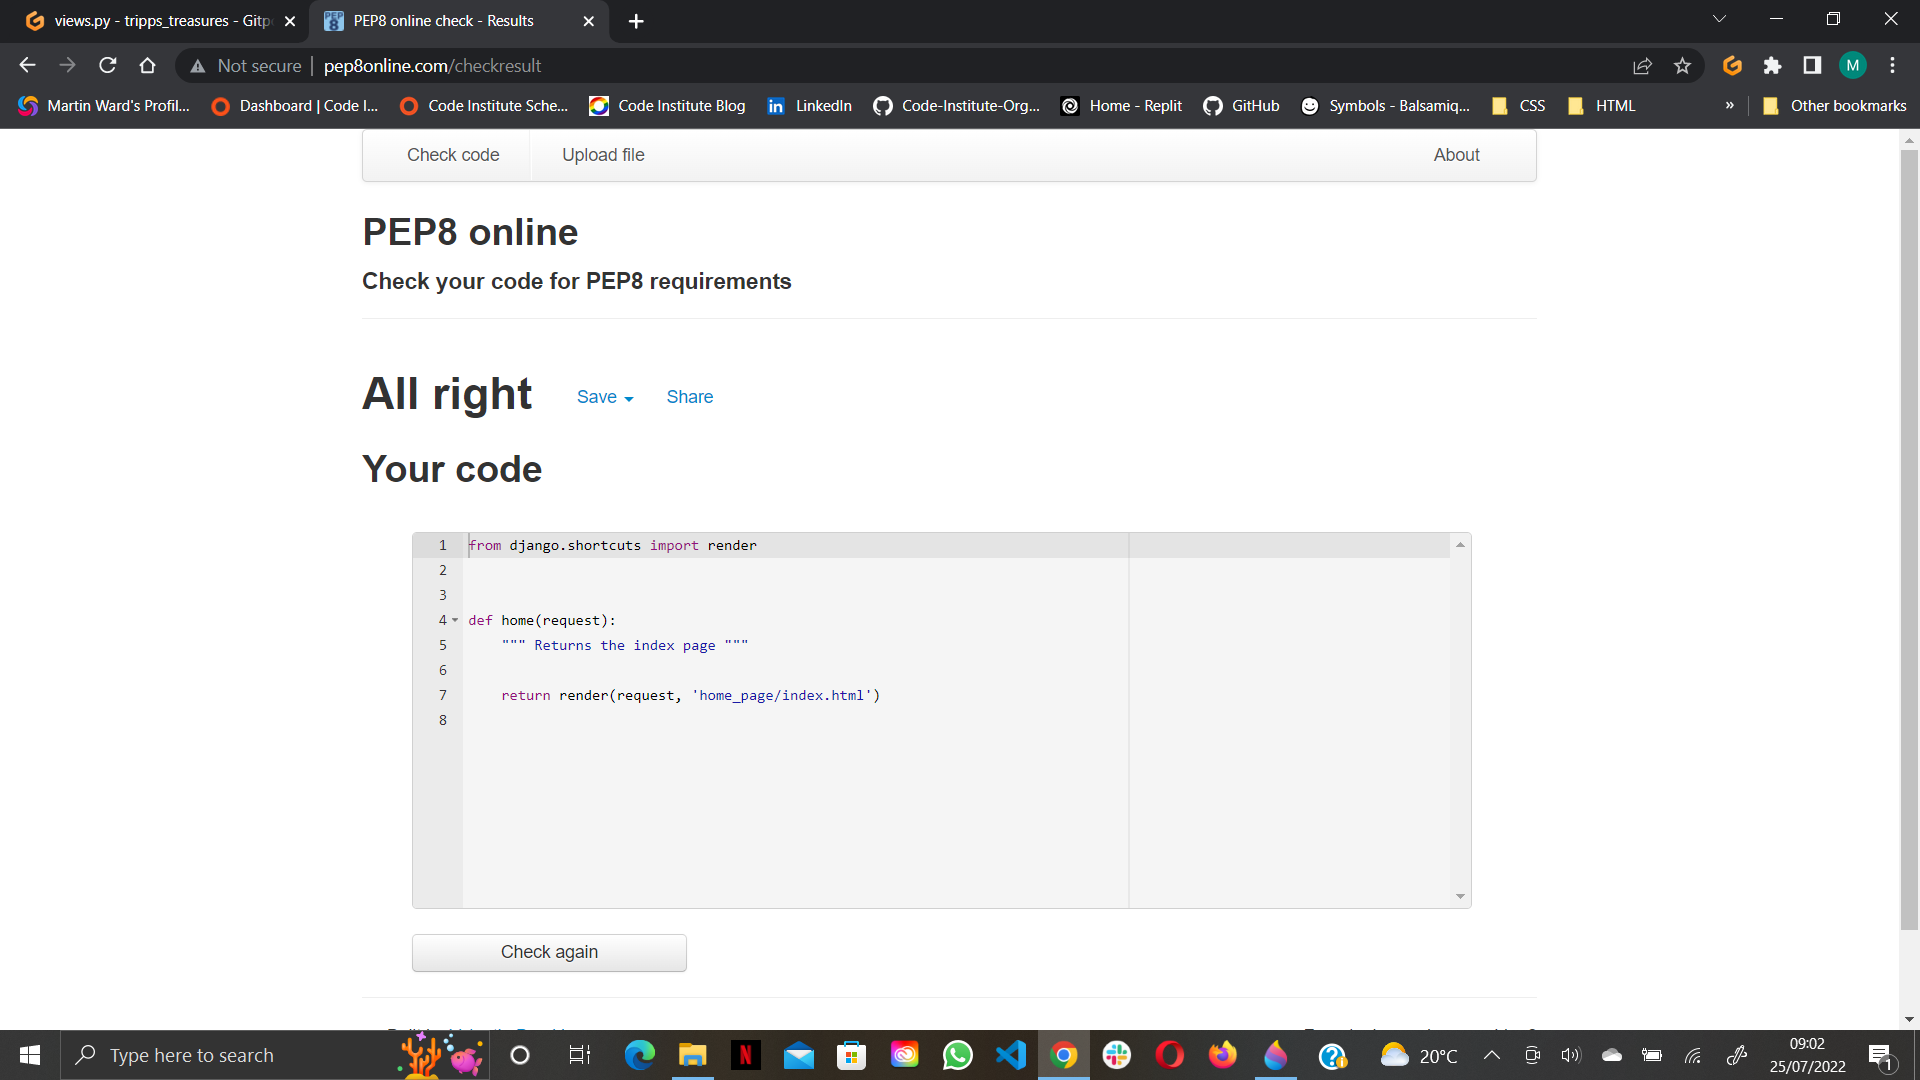 views.py - tripps_treasures - Gitp
PEP8 online check - Results
Not secure
pep8online.com/checkresult
M
Martin Ward's Profil...
Dashboard | Code I...
Code Institute Sche...
Code Institute Blog
LinkedIn
Code-Institute-Org...
Home - Replit
GitHub
Symbols - Balsamiq...
CSS
HTML
»
Other bookmarks
Check code
Upload file
About
PEP8 online
Check your code for PEP8 requirements
All right
Save
Share
Your code
1 from django.shortcuts import render
2
3
4 def home(request):
5     """ Returns the index page """
6
7     return render(request, 'home_page/index.html')
8
Check again
Type here to search
20°C
09:02
25/07/2022
1